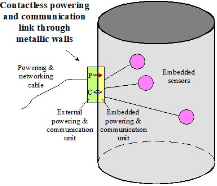 Contactless powering
and communication
link through
metallic walls
Powering &
networking
cable
P
C
Embedded
sensors
External
powering &
communication
unit
Embedded
powering &
communication
unit